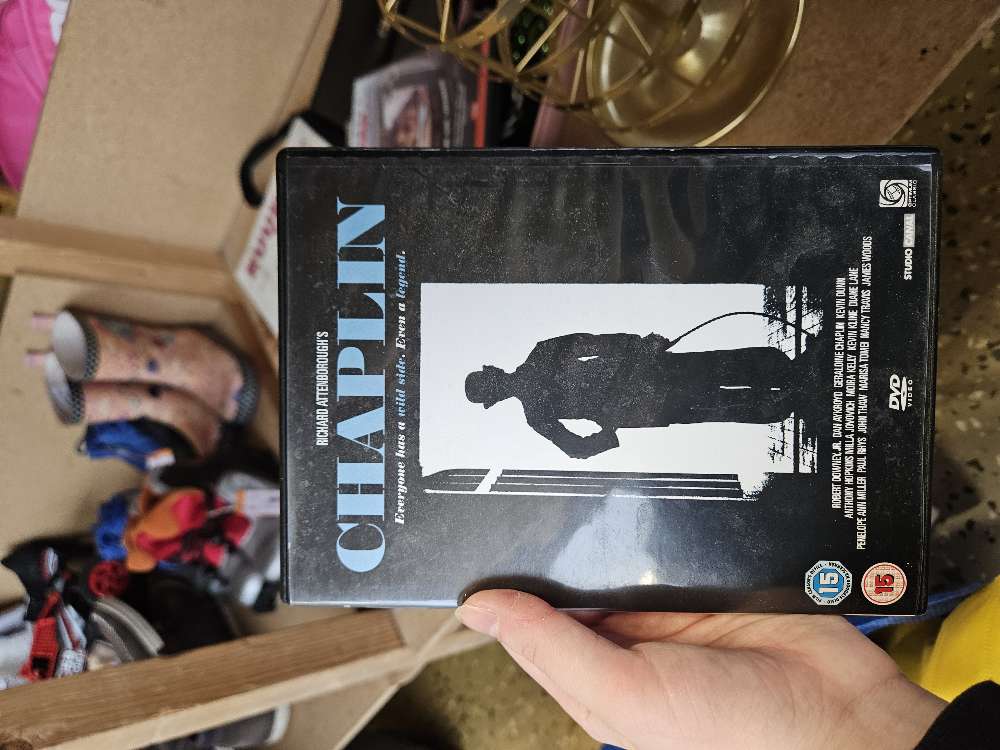 RICHARD ATTENBOROUGH'S
CHAPLIN
Everyone has a wild side. Even a legend.
ROBERT DOWNEY, JR. DAN AYKROYD GERALDINE CHAPLIN KEVIN DUNN
ANTHONY HOPKINS MILLA JOVOVICH MOIRA KELLY KEVIN KLINE DIANE LANE
PENELOPE ANN MILLER PAUL RHYS JOHN THAW MARISA TOMEI NANCY TRAVIS JAMES WOODS
15
15
DVD
VIDEO
STUDIO CANAL